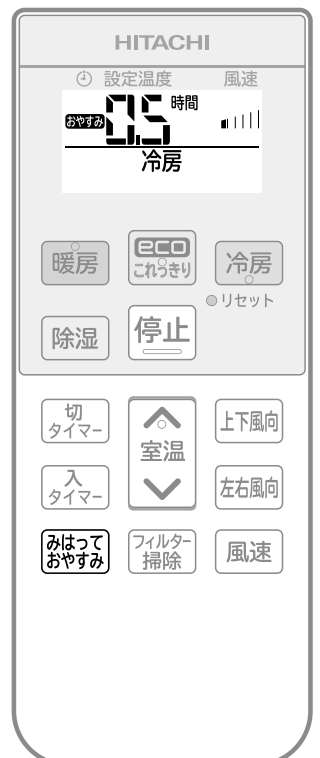 HITACHI
設定温度 風速
おやすみ 0.5 時間
冷房
暖房 eco これっきり 冷房
リセット
除湿 停止
切タイマー 室温 上下風向
入タイマー 左右風向
みはっておやすみ フィルター掃除 風速